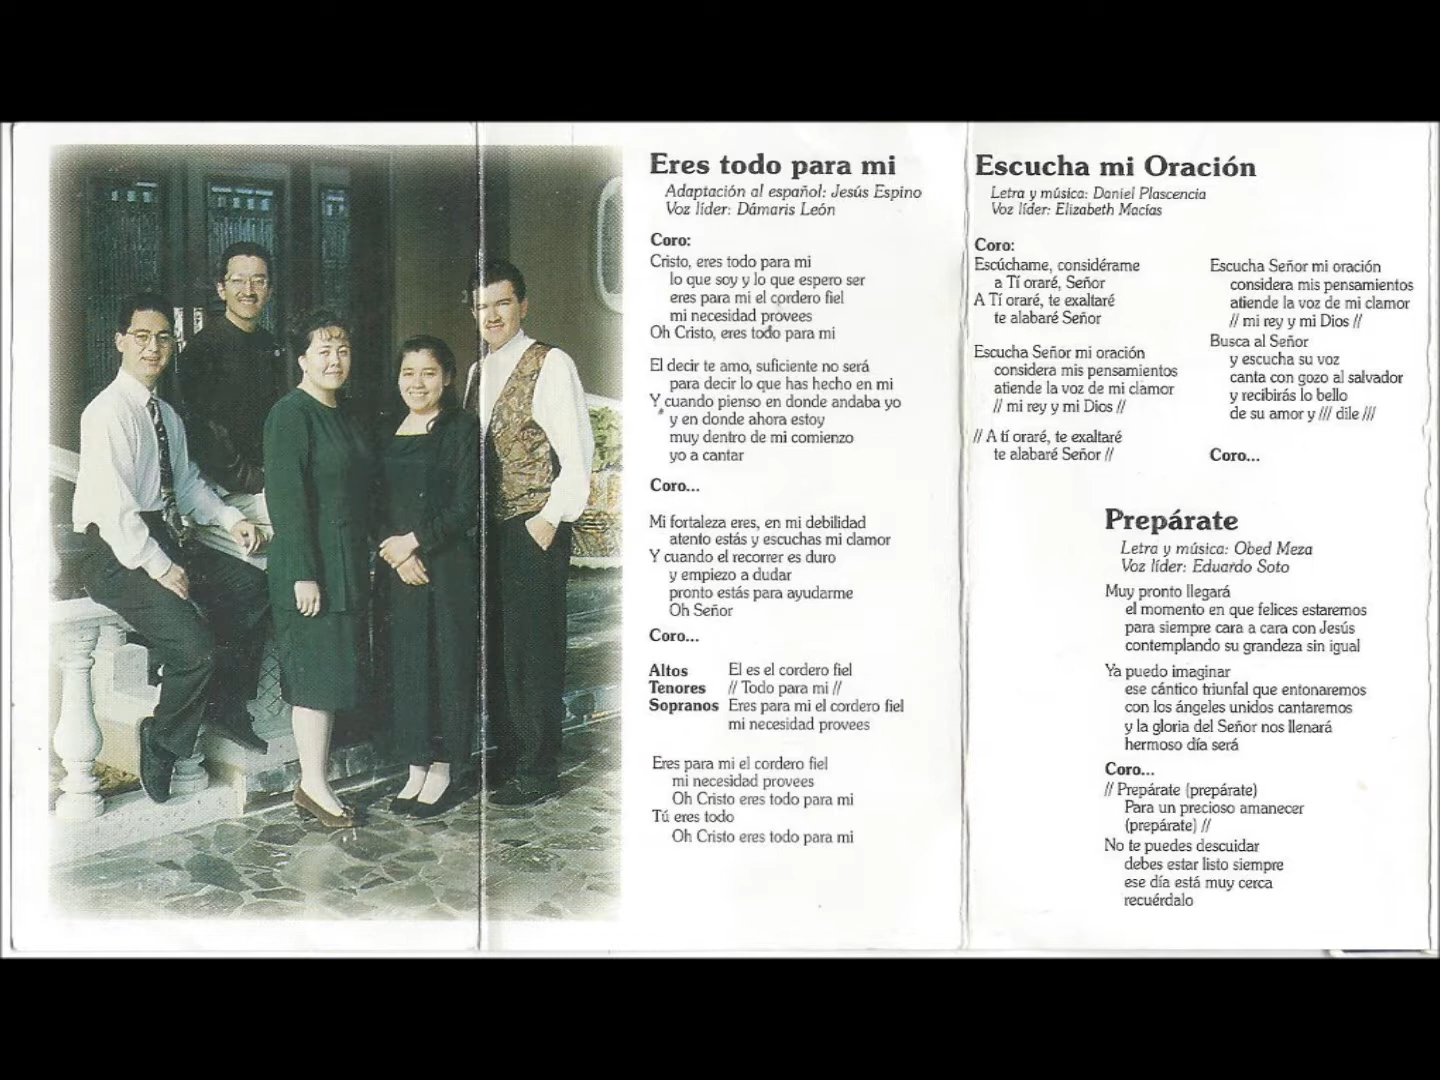 Eres todo para mi
Adaptación al español: Jesús Espino
Voz líder: Dámaris León
Coro:
Cristo, eres todo para mi
lo que soy y lo que espero ser
eres para mi el cordero fiel
mi necesidad provees
Oh Cristo, eres todo para mi
El decir te amo, suficiente no será
para decir lo que has hecho en mi
Y cuando pienso en donde andaba yo
y en donde ahora estoy
muy dentro de mi comienzo
yo a cantar
Coro...
Mi fortaleza eres, en mi debilidad
atento estás y escuchas mi clamor
Y cuando el recorrer es duro
y empiezo a dudar
pronto estás para ayudarme
Oh Señor
Coro...
Altos El es el cordero fiel
Tenores // Todo para mi //
Sopranos Eres para mi el cordero fiel
mi necesidad provees
Eres para mi el cordero fiel
mi necesidad provees
Oh Cristo eres todo para mi
Tú eres todo
Oh Cristo eres todo para mi
Escucha mi Oración
Letra y música: Daniel Plascencia
Voz líder: Elizabeth Macías
Coro:
Escúchame, considérame
a Tí oraré, Señor
A Tí oraré, te exaltaré
te alabaré Señor
Escucha Señor mi oración
considera mis pensamientos
atiende la voz de mi clamor
// mi rey y mi Dios //
// A tí oraré, te exaltaré
te alabaré Señor //
Escucha Señor mi oración
considera mis pensamientos
atiende la voz de mi clamor
// mi rey y mi Dios //
Busca al Señor
y escucha su voz
canta con gozo al salvador
y recibirás lo bello
de su amor y /// dile ///
Coro...
Prepárate
Letra y música: Obed Meza
Voz líder: Eduardo Soto
Muy pronto llegará
el momento en que felices estaremos
para siempre cara a cara con Jesús
contemplando su grandeza sin igual
Ya puedo imaginar
ese cántico triunfal que entonaremos
con los ángeles unidos cantaremos
y la gloria del Señor nos llenará
hermoso día será
Coro...
// Prepárate (prepárate)
Para un precioso amanecer
(prepárate) //
No te puedes descuidar
debes estar listo siempre
ese día está muy cerca
recuérdalo